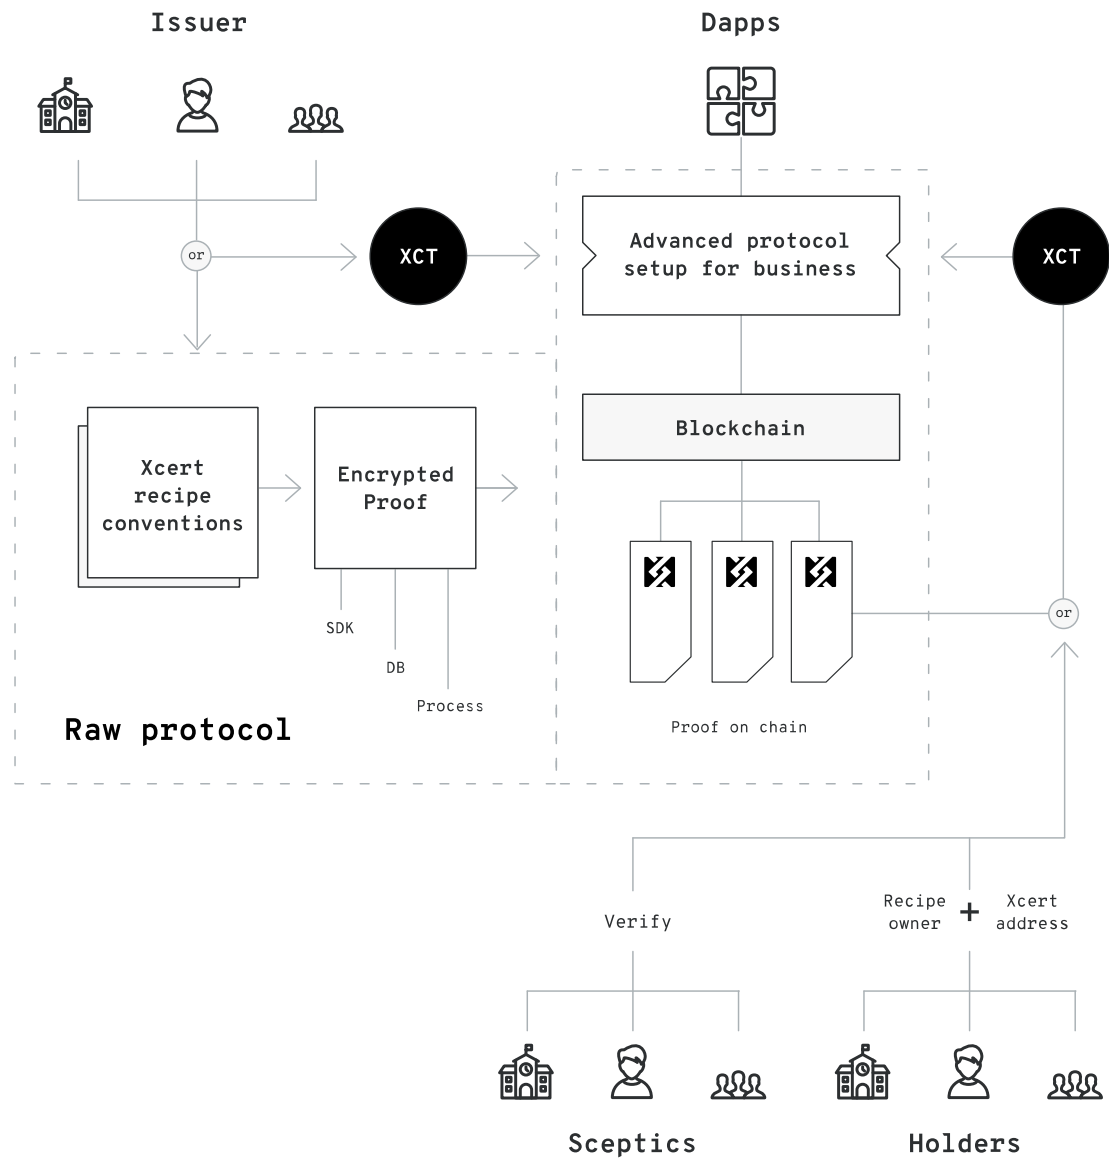 Issuer
Dapps
or
XCT
Advanced protocol
setup for business
XCT
Xcert
recipe
conventions
Encrypted
Proof
Blockchain
SDK
DB
Process
or
Raw protocol
Proof on chain
Verify
Recipe
owner
+
Xcert
address
Sceptics
Holders